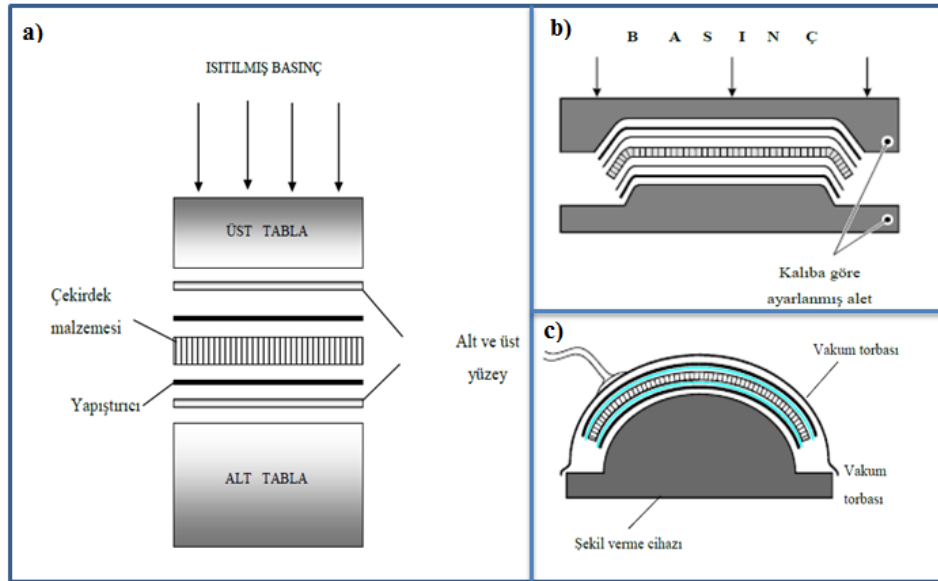 a)
ISITILMIŞ BASINÇ
ÜST TABLA
Çekirdek
malzemesi
Alt ve üst
yüzey
Yapıştırıcı
ALT TABLA
b)
B A S I N Ç
Kalıba göre
ayarlanmış alet
c)
Vakum torbası
Vakum
torbası
Şekil verme cihazı